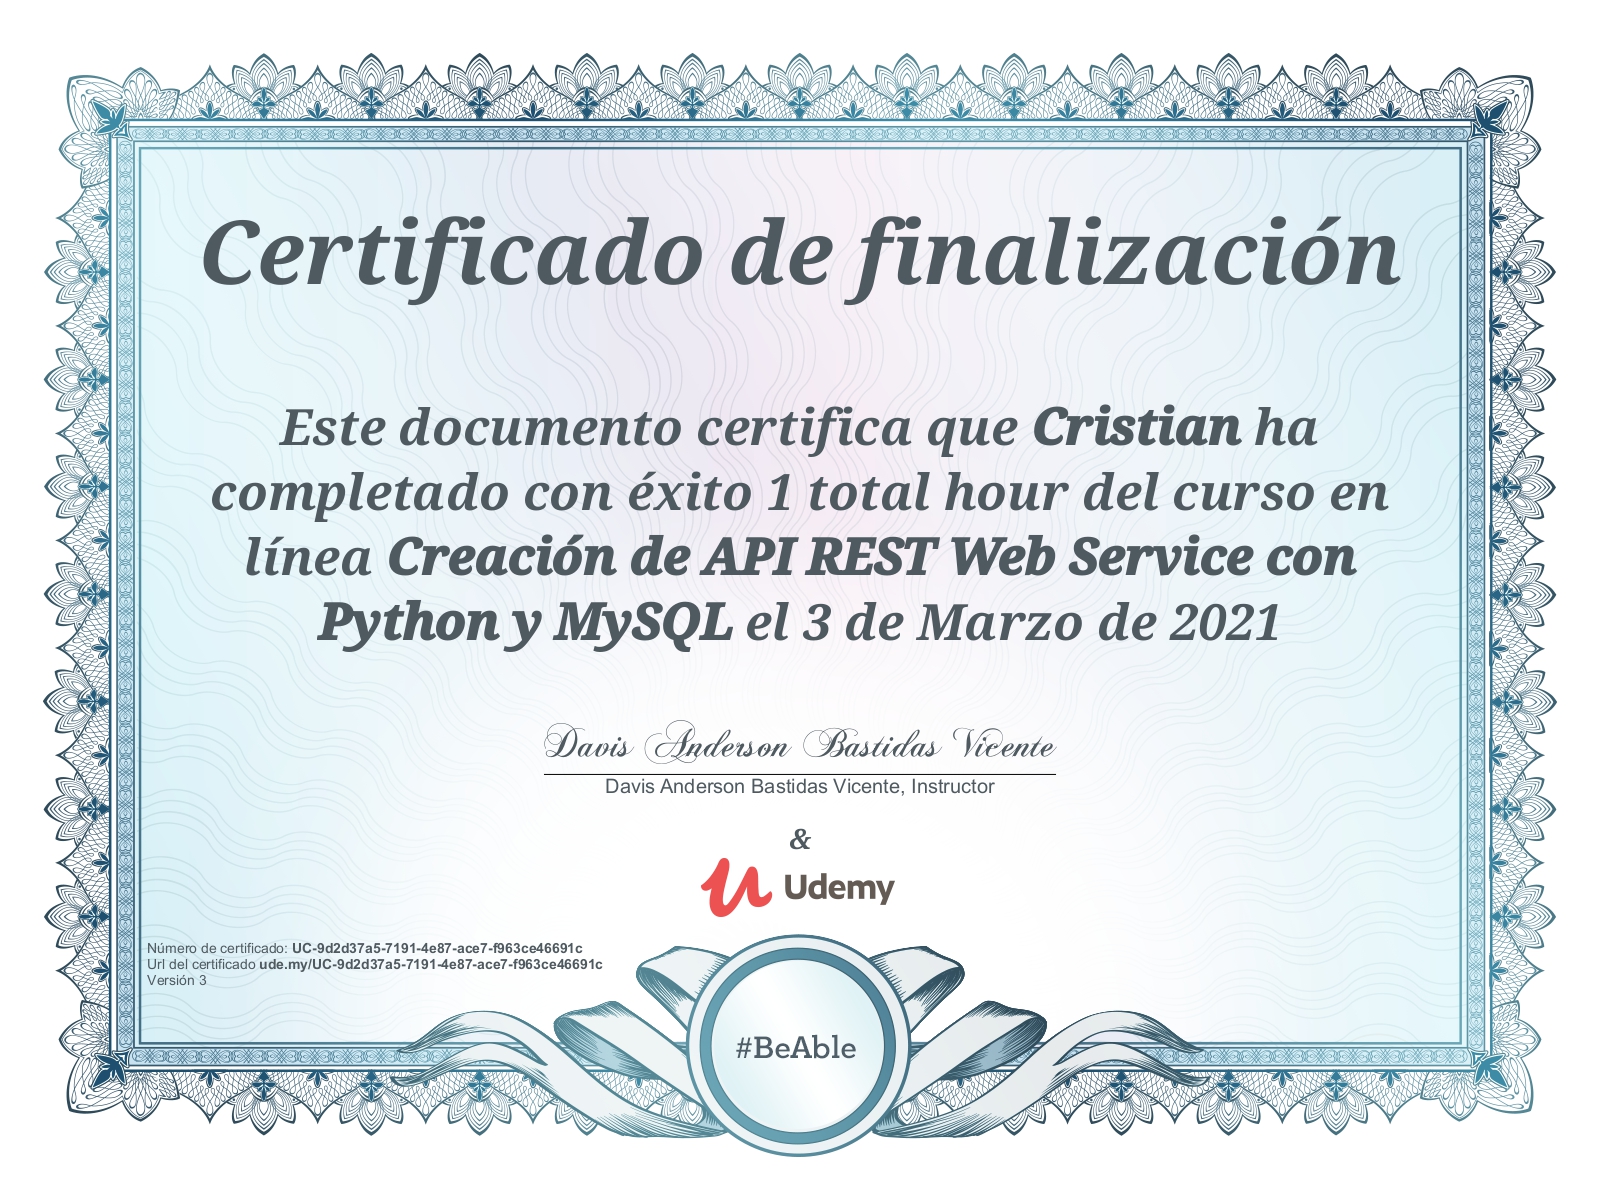 Certificado de finalización
Este documento certifica que Cristian ha
completado con éxito 1 total hour del curso en
línea Creación de API REST Web Service con
Python y MySQL el 3 de Marzo de 2021
Davis Anderson Bastidas Vicente
Davis Anderson Bastidas Vicente, Instructor
&
Udemy
Número de certificado: UC-9d2d37a5-7191-4e87-ace7-f963ce46691c
Url del certificado ude.my/UC-9d2d37a5-7191-4e87-ace7-f963ce46691c
Versión 3
#BeAble